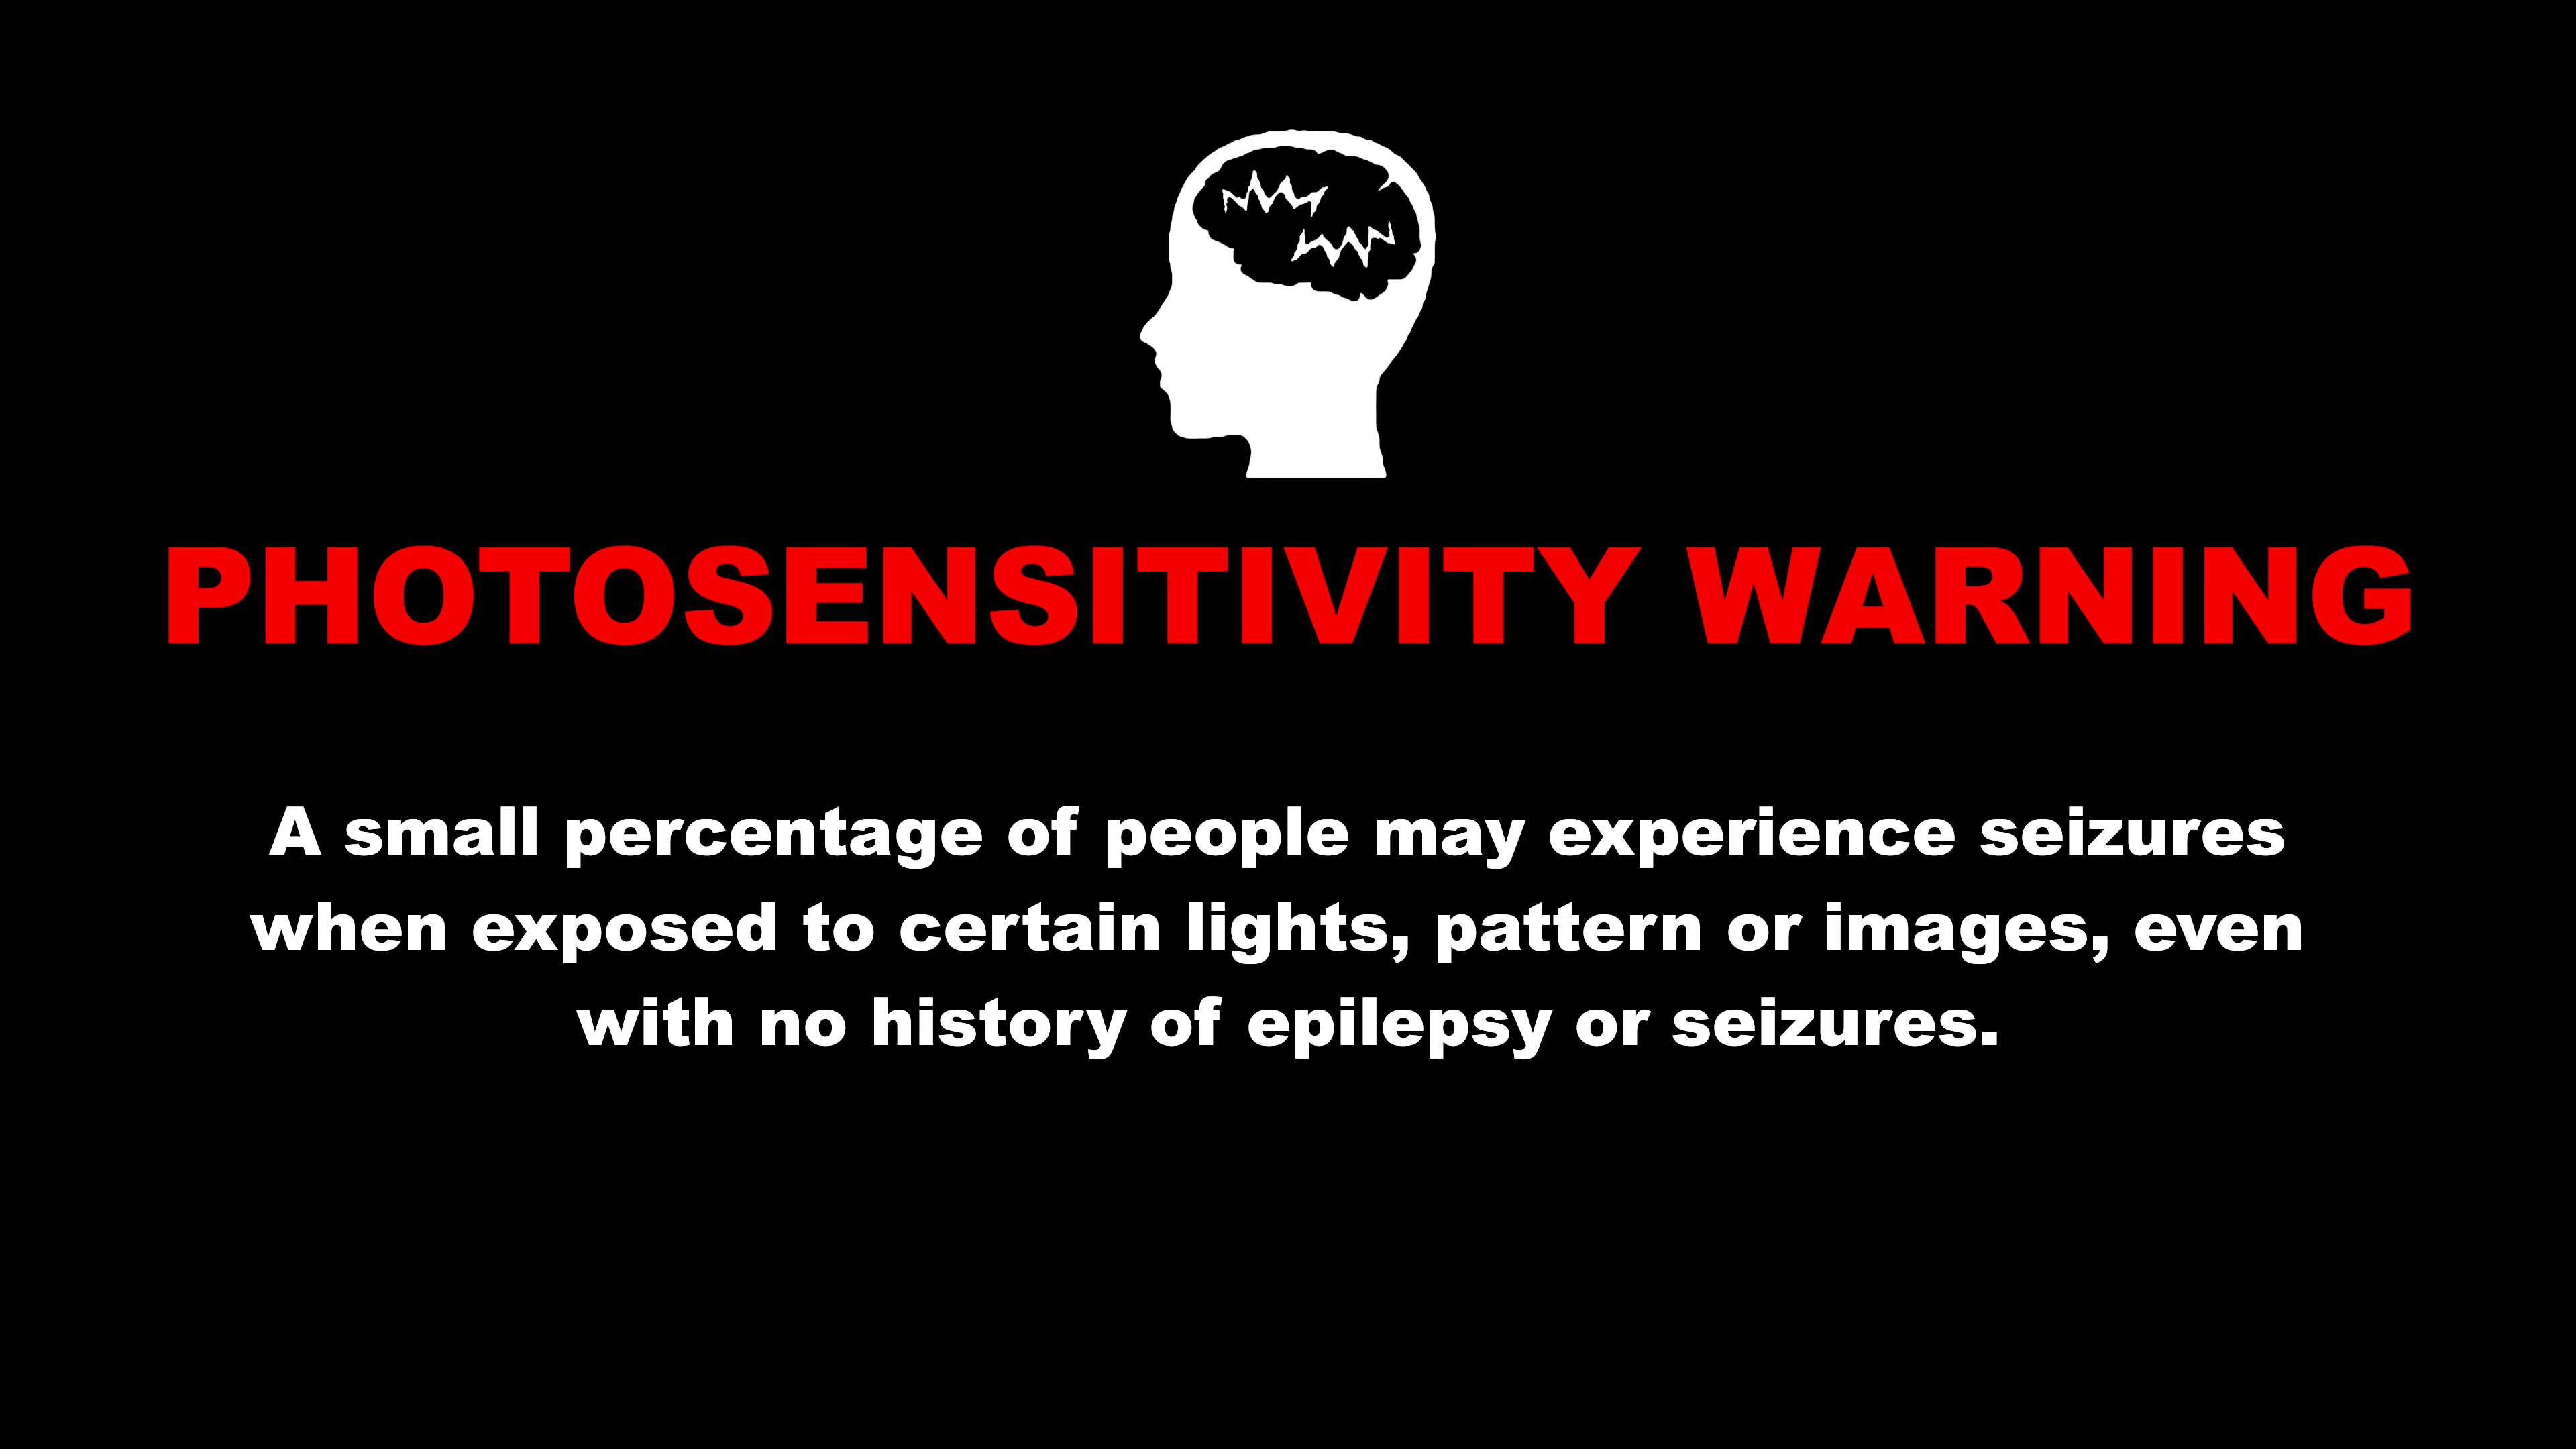 PHOTOSENSITIVITY WARNING
A small percentage of people may experience seizures
when exposed to certain lights, pattern or images, even
with no history of epilepsy or seizures.